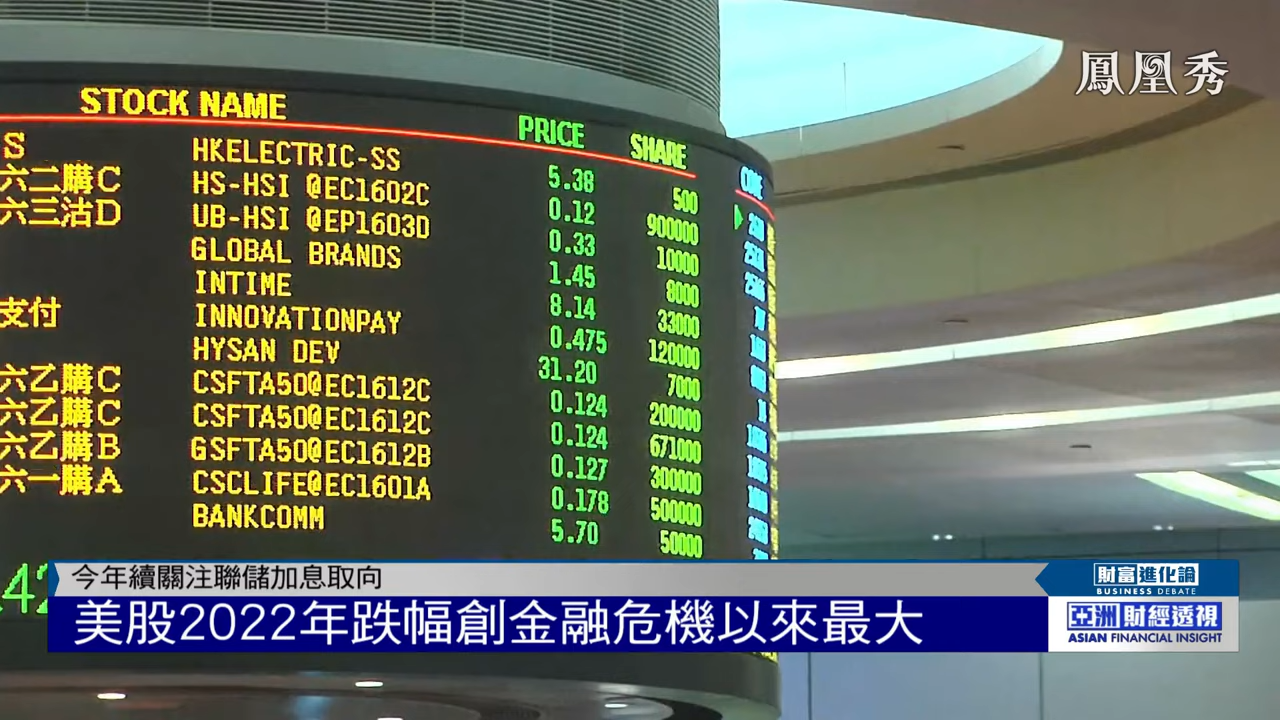 鳳凰秀
STOCK NAME PRICE SHARE CODE
S HKELECTRIC-SS 5.38 500
六二購C HS-HSI @EC1602C 0.12 900000
六三沽D UB-HSI @EP1603D 0.33 10000
GLOBAL BRANDS 1.45 8000
INTIME 8.14 33000
支付 INNOVATIONPAY 0.475 120000
HYSAN DEV 31.20 7000
六乙購C CSFTA50@EC1612C 0.124 200000
六乙購C CSFTA50@EC1612C 0.124 671000
六乙購B GSFTA50@EC1612B 0.127 300000
六一購A CSCLIFE@EC1601A 0.178 500000
BANKCOMM 5.70 50000
今年續關注聯儲加息取向
美股2022年跌幅創金融危機以來最大
財富進化論
BUSINESS DEBATE
亞洲財經透視
ASIAN FINANCIAL INSIGHT